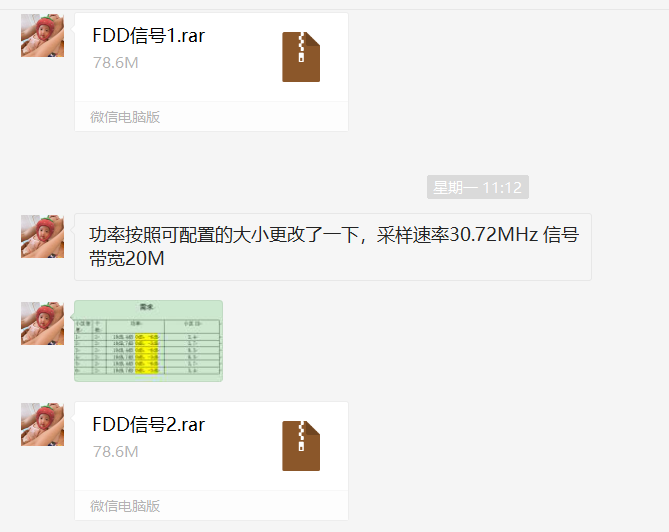 FDD信号1.rar
78.6M
微信电脑版
星期一 11:12
功率按照可配置的大小更改了一下，采样速率30.72MHz 信号
带宽20M
需求
FDD信号2.rar
78.6M
微信电脑版